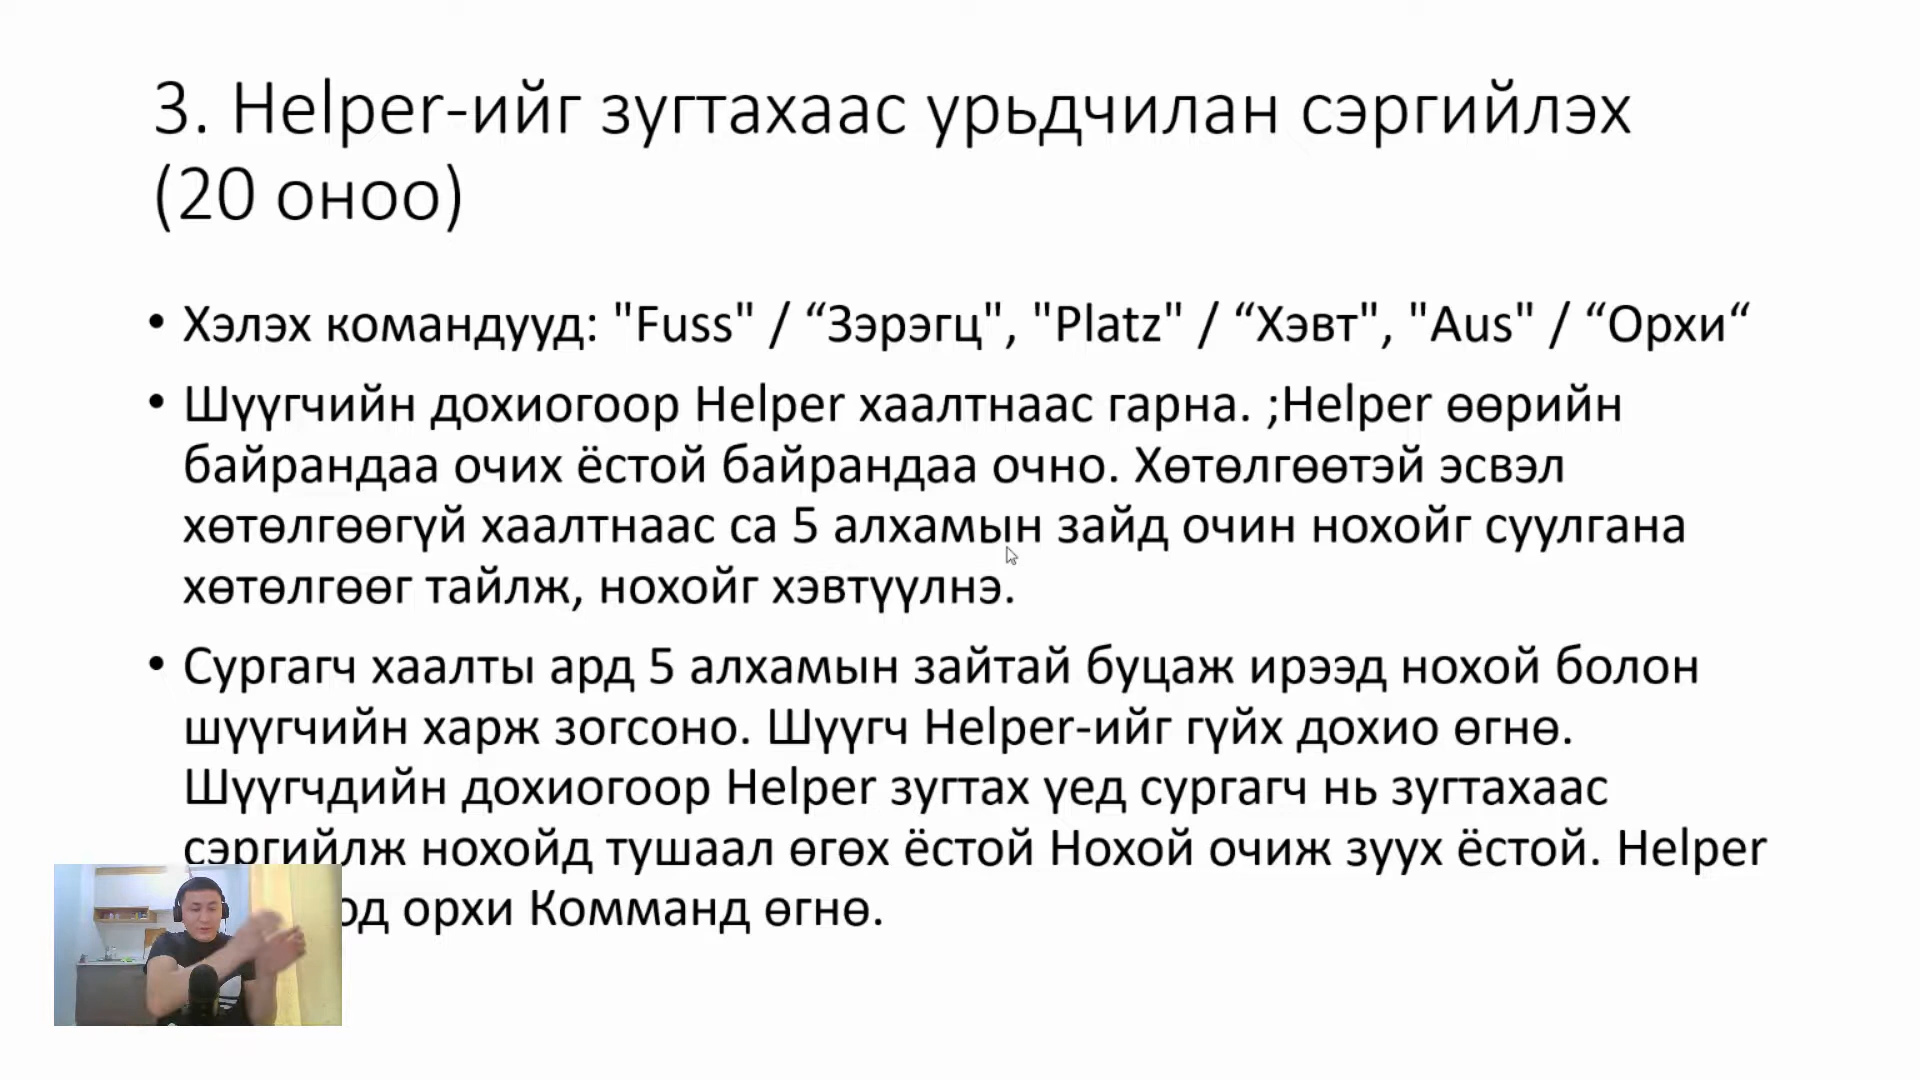 3. Helper-ийг зугтахаас урьдчилан сэргийлэх
(20 оноо)
• Хэлэх командууд: "Fuss" / “Зэрэгц", "Platz" / “Хэвт", "Aus" / “Орхи“
• Шүүгчийн дохиогоор Helper хаалтнаас гарна. ;Helper өөрийн
байрандаа очих ёстой байрандаа очно. Хөтөлгөөтэй эсвэл
хөтөлгөөгүй хаалтнаас са 5 алхамын зайд очин нохойг суулгана
хөтөлгөөг тайлж, нохойг хэвтүүлнэ.
• Сургагч хаалты ард 5 алхамын зайтай буцаж ирээд нохой болон
шүүгчийн харж зогсоно. Шүүгч Helper-ийг гүйх дохио өгнө.
Шүүгчдийн дохиогоор Helper зугтах үед сургагч нь зугтахаас
сэргийлж нохойд тушаал өгөх ёстой Нохой очиж зуух ёстой. Helper
орхи Комманд өгнө.